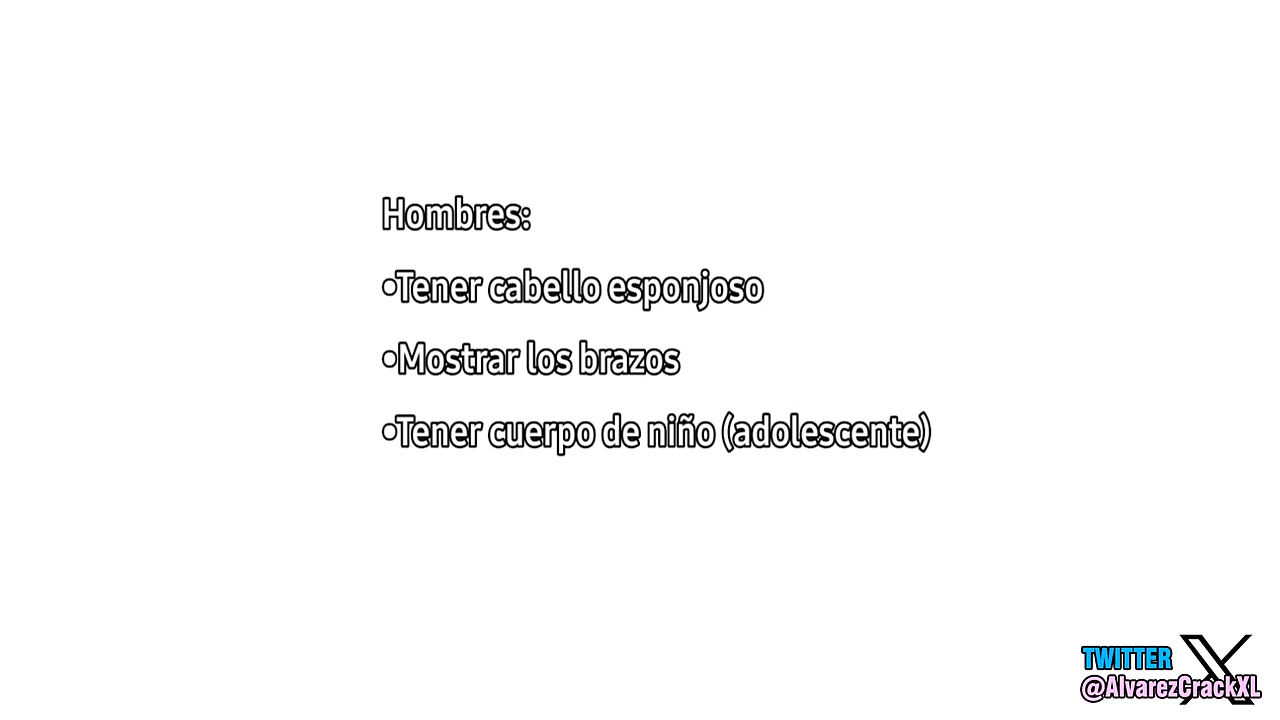 Hombres:
•Tener cabello esponjoso
•Mostrar los brazos
•Tener cuerpo de niño (adolescente)
TWITTER X
@AlvarezCrackXL